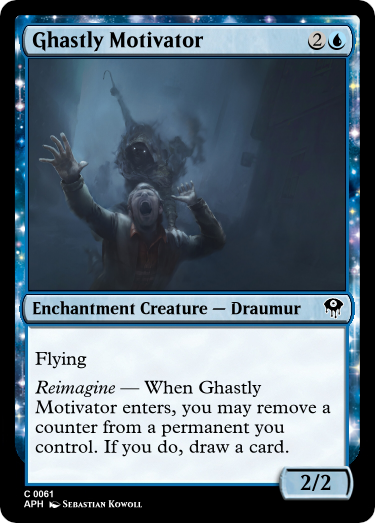 Ghastly Motivator 2
Enchantment Creature — Draumur
Flying
Reimagine — When Ghastly
Motivator enters, you may remove a
counter from a permanent you
control. If you do, draw a card.
2/2
C 0061
APH Sebastian Kowoll